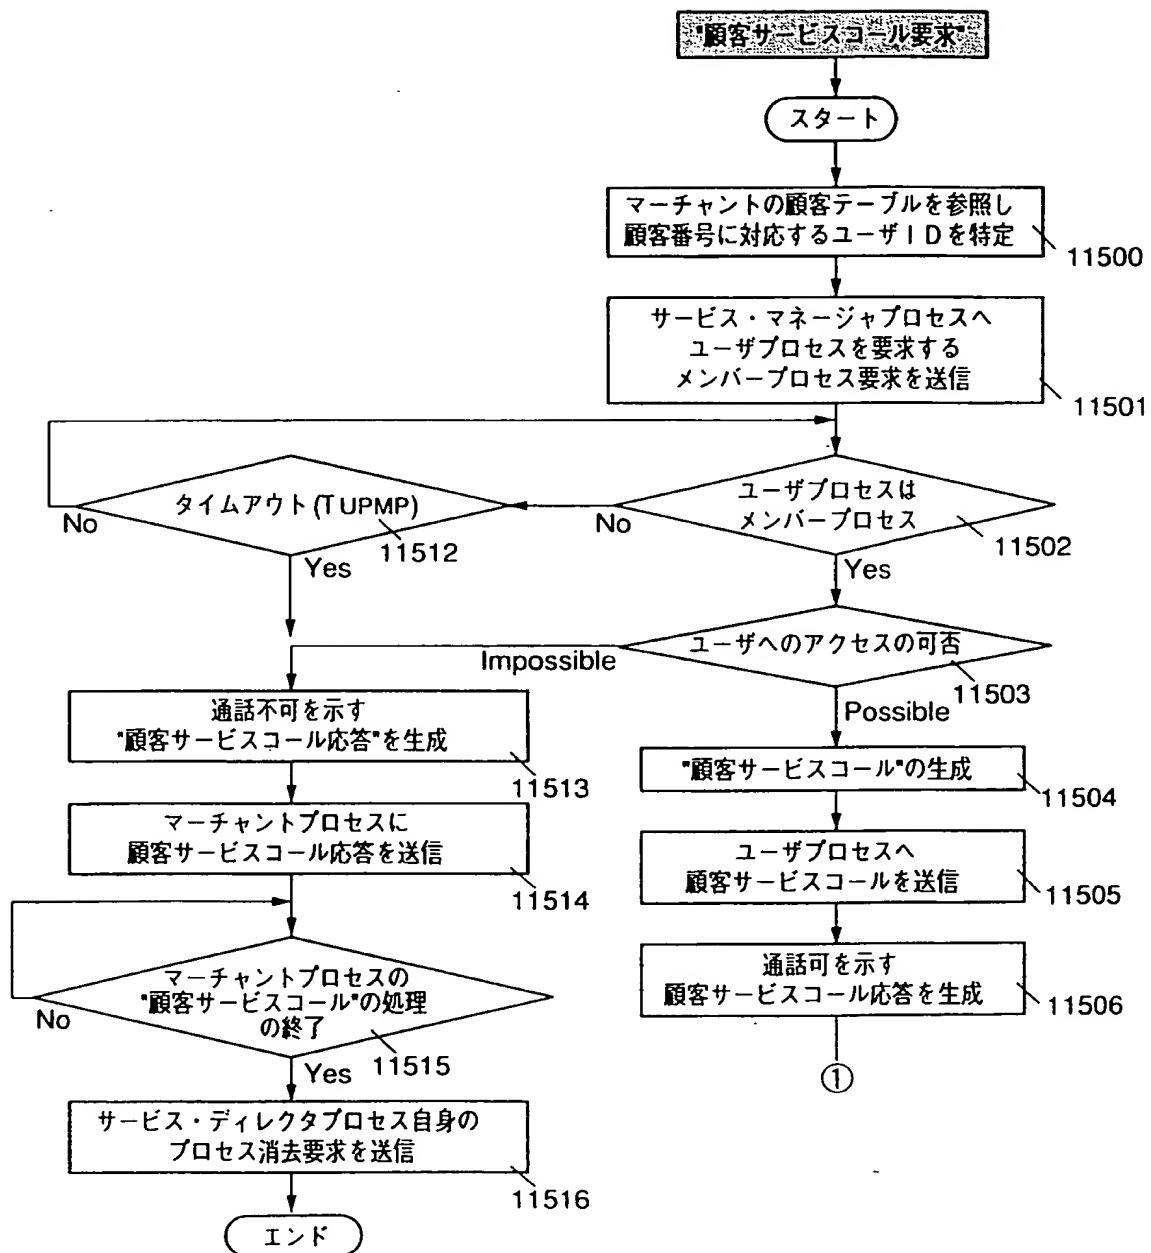 "顧客サービスコール要求"
スタート
マーチャントの顧客テーブルを参照し
顧客番号に対応するユーザIDを特定
11500
サービス・マネージャプロセスへ
ユーザプロセスを要求する
メンバープロセス要求を送信
11501
ユーザプロセスは
メンバープロセス
11502
No
Yes
タイムアウト(TUPMP)
11512
No
Yes
ユーザへのアクセスの可否
11503
Impossible
Possible
通話不可を示す
"顧客サービスコール応答"を生成
11513
"顧客サービスコール"の生成
11504
マーチャントプロセスに
顧客サービスコール応答を送信
11514
ユーザプロセスへ
顧客サービスコールを送信
11505
マーチャントプロセスの
"顧客サービスコール"の処理
の終了
11515
No
Yes
通話可を示す
顧客サービスコール応答を生成
11506
①
サービス・ディレクタプロセス自身の
プロセス消去要求を送信
11516
エンド